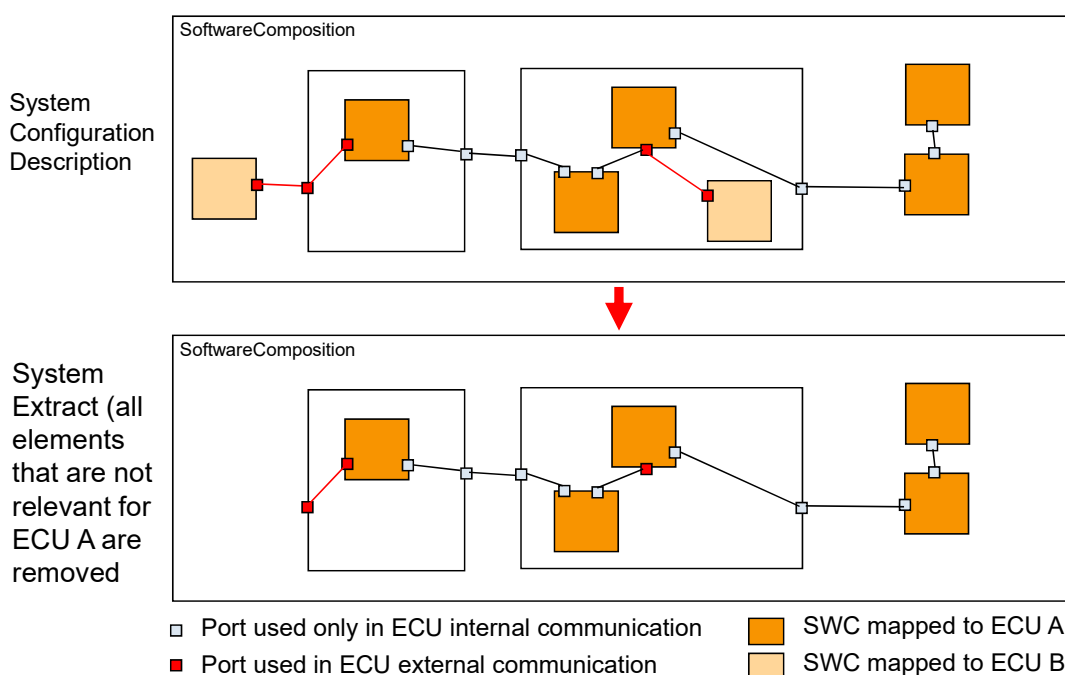 SoftwareComposition
System
Configuration
Description
SoftwareComposition
System
Extract (all
elements
that are not
relevant for
ECU A are
removed
Port used only in ECU internal communication
SWC mapped to ECU A
Port used in ECU external communication
SWC mapped to ECU B